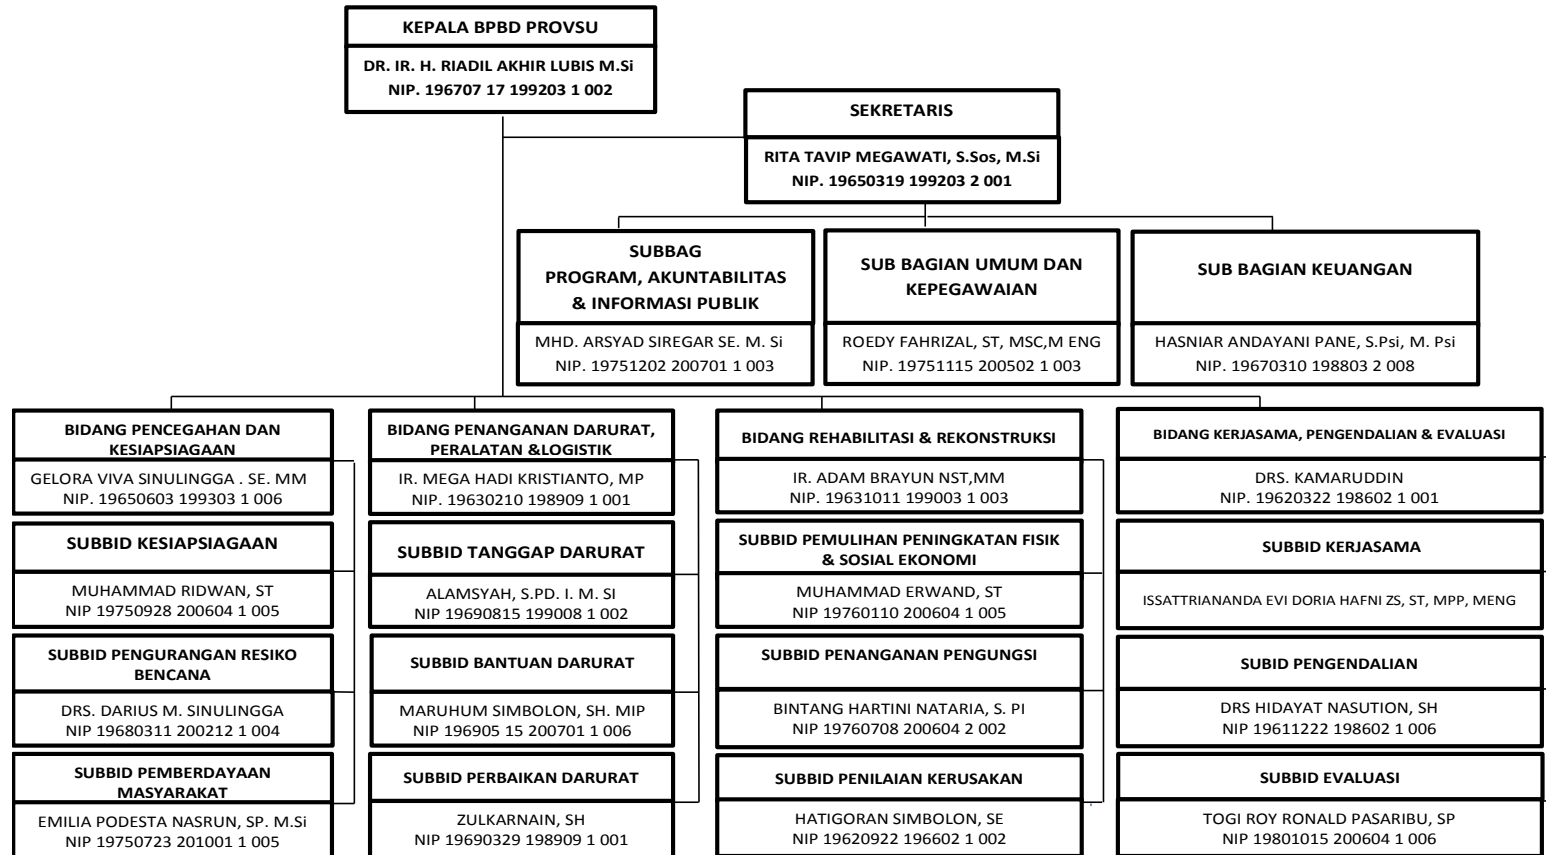 KEPALA BPBD PROVSU
DR. IR. H. RIADIL AKHIR LUBIS M.Si
NIP. 196707 17 199203 1 002
SEKRETARIS
RITA TAVIP MEGAWATI, S.Sos, M.Si
NIP. 19650319 199203 2 001
SUBBAG
PROGRAM, AKUNTABILITAS
& INFORMASI PUBLIK
MHD. ARSYAD SIREGAR SE. M. Si
NIP. 19751202 200701 1 003
SUB BAGIAN UMUM DAN
KEPEGAWAIAN
ROEDY FAHRIZAL, ST, MSC,M ENG
NIP. 19751115 200502 1 003
SUB BAGIAN KEUANGAN
HASNIAR ANDAYANI PANE, S.Psi, M. Psi
NIP. 19670310 198803 2 008
BIDANG PENCEGAHAN DAN
KESIAPSIAGAAN
GELORA VIVA SINULINGGA . SE. MM
NIP. 19650603 199303 1 006
SUBBID KESIAPSIAGAAN
MUHAMMAD RIDWAN, ST
NIP 19750928 200604 1 005
SUBBID PENGURANGAN RESIKO
BENCANA
DRS. DARIUS M. SINULINGGA
NIP 19680311 200212 1 004
SUBBID PEMBERDAYAAN
MASYARAKAT
EMILIA PODESTA NASRUN, SP. M.Si
NIP 19750723 201001 1 005
BIDANG PENANGANAN DARURAT,
PERALATAN &LOGISTIK
IR. MEGA HADI KRISTIANTO, MP
NIP. 19630210 198909 1 001
SUBBID TANGGAP DARURAT
ALAMSYAH, S.PD. I. M. SI
NIP 19690815 199008 1 002
SUBBID BANTUAN DARURAT
MARUHUM SIMBOLON, SH. MIP
NIP 196905 15 200701 1 006
SUBBID PERBAIKAN DARURAT
ZULKARNAIN, SH
NIP 19690329 198909 1 001
BIDANG REHABILITASI & REKONSTRUKSI
IR. ADAM BRAYUN NST,MM
NIP. 19631011 199003 1 003
SUBBID PEMULIHAN PENINGKATAN FISIK
& SOSIAL EKONOMI
MUHAMMAD ERWAND, ST
NIP 19760110 200604 1 005
SUBBID PENANGANAN PENGUNGSI
BINTANG HARTINI NATARIA, S. PI
NIP 19760708 200604 2 002
SUBBID PENILAIAN KERUSAKAN
HATIGORAN SIMBOLON, SE
NIP 19620922 196602 1 002
BIDANG KERJASAMA, PENGENDALIAN & EVALUASI
DRS. KAMARUDDIN
NIP. 19620322 198602 1 001
SUBBID KERJASAMA
ISSATTRIANANDA EVI DORIA HAFNI ZS, ST, MPP, MENG
SUBID PENGENDALIAN
DRS HIDAYAT NASUTION, SH
NIP 19611222 198602 1 006
SUBBID EVALUASI
TOGI ROY RONALD PASARIBU, SP
NIP 19801015 200604 1 006